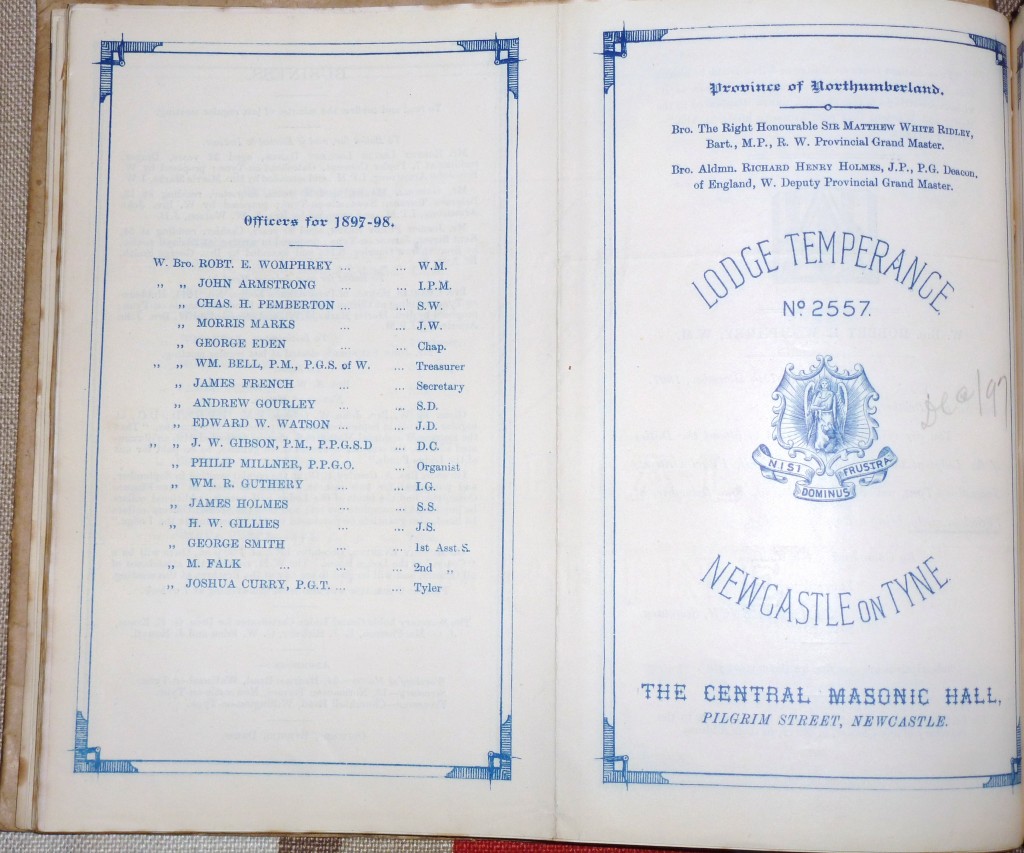 Officers for 1897-98.
W. Bro. ROBT. E. WOMPHREY ... ... W.M.
„ „ JOHN ARMSTRONG ... ... I.P.M.
„ CHAS. H. PEMBERTON ... ... S.W.
„ MORRIS MARKS ... ... J.W.
„ GEORGE EDEN ... ... Chap.
„ „ WM. BELL, P.M., P.G.S. of W. ... Treasurer
„ JAMES FRENCH ... ... Secretary
„ ANDREW GOURLEY ... ... S.D.
„ EDWARD W. WATSON ... ... J.D.
„ „ J. W. GIBSON, P.M., P.P.G.S.D ... D.C.
„ PHILIP MILLNER, P.P.G.O. ... Organist
„ WM. R. GUTHERY ... ... I.G.
„ JAMES HOLMES ... ... S.S.
„ H. W. GILLIES ... ... J.S.
„ GEORGE SMITH ... ... 1st Asst. S.
„ M. FALK ... ... ... 2nd „
„ JOSHUA CURRY, P.G.T. ... ... Tyler
Province of Northumberland.
Bro. The Right Honourable SIR MATTHEW WHITE RIDLEY,
Bart., M.P., R. W. Provincial Grand Master.
Bro. Aldmn. RICHARD HENRY HOLMES, J.P., P.G. Deacon,
of England, W. Deputy Provincial Grand Master.
LODGE TEMPERANCE
No. 2557.
Dec/97
NISI DOMINUS FRUSTRA
NEWCASTLE ON TYNE
THE CENTRAL MASONIC HALL,
PILGRIM STREET, NEWCASTLE.